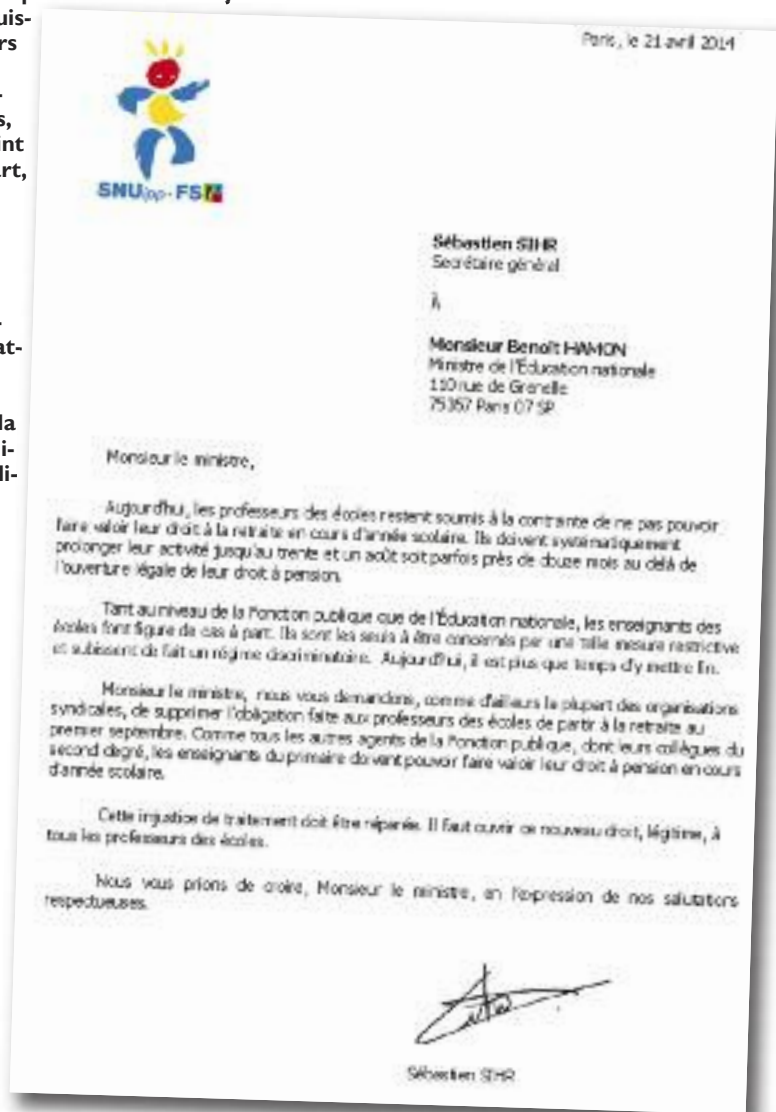 uis-
rs
s,
int
art,
at-
la
i-
di-
Paris, le 21 avril 2014
SNUipp-FSU
Sébastien SIHR
Secrétaire général
À
Monsieur Benoît HAMON
Ministre de l'Éducation nationale
110 rue de Grenelle
75357 Paris 07 SP
Monsieur le ministre,
Aujourd'hui, les professeurs des écoles restent soumis à la contrainte de ne pas pouvoir
faire valoir leur droit à la retraite en cours d'année scolaire. Ils doivent systématiquement
prolonger leur activité jusqu'au trente et un août soit parfois près de douze mois au delà de
l'ouverture légale de leur droit à pension.
Tant au niveau de la Fonction publique que de l'Éducation nationale, les enseignants des
écoles font figure de cas à part. Ils sont les seuls à être concernés par une telle mesure restrictive
et subissent de fait un régime discriminatoire. Aujourd'hui, il est plus que temps d'y mettre fin.
Monsieur le ministre, nous vous demandons, comme d'ailleurs la plupart des organisations
syndicales, de supprimer l'obligation faite aux professeurs des écoles de partir à la retraite au
premier septembre. Comme tous les autres agents de la Fonction publique, dont leurs collègues du
second degré, les enseignants du primaire doivent pouvoir faire valoir leur droit à pension en cours
d'année scolaire.
Cette injustice de traitement doit être réparée. Il faut ouvrir ce nouveau droit, légitime, à
tous les professeurs des écoles.
Nous vous prions de croire, Monsieur le ministre, en l'expression de nos salutations
respectueuses.
Sébastien SIHR